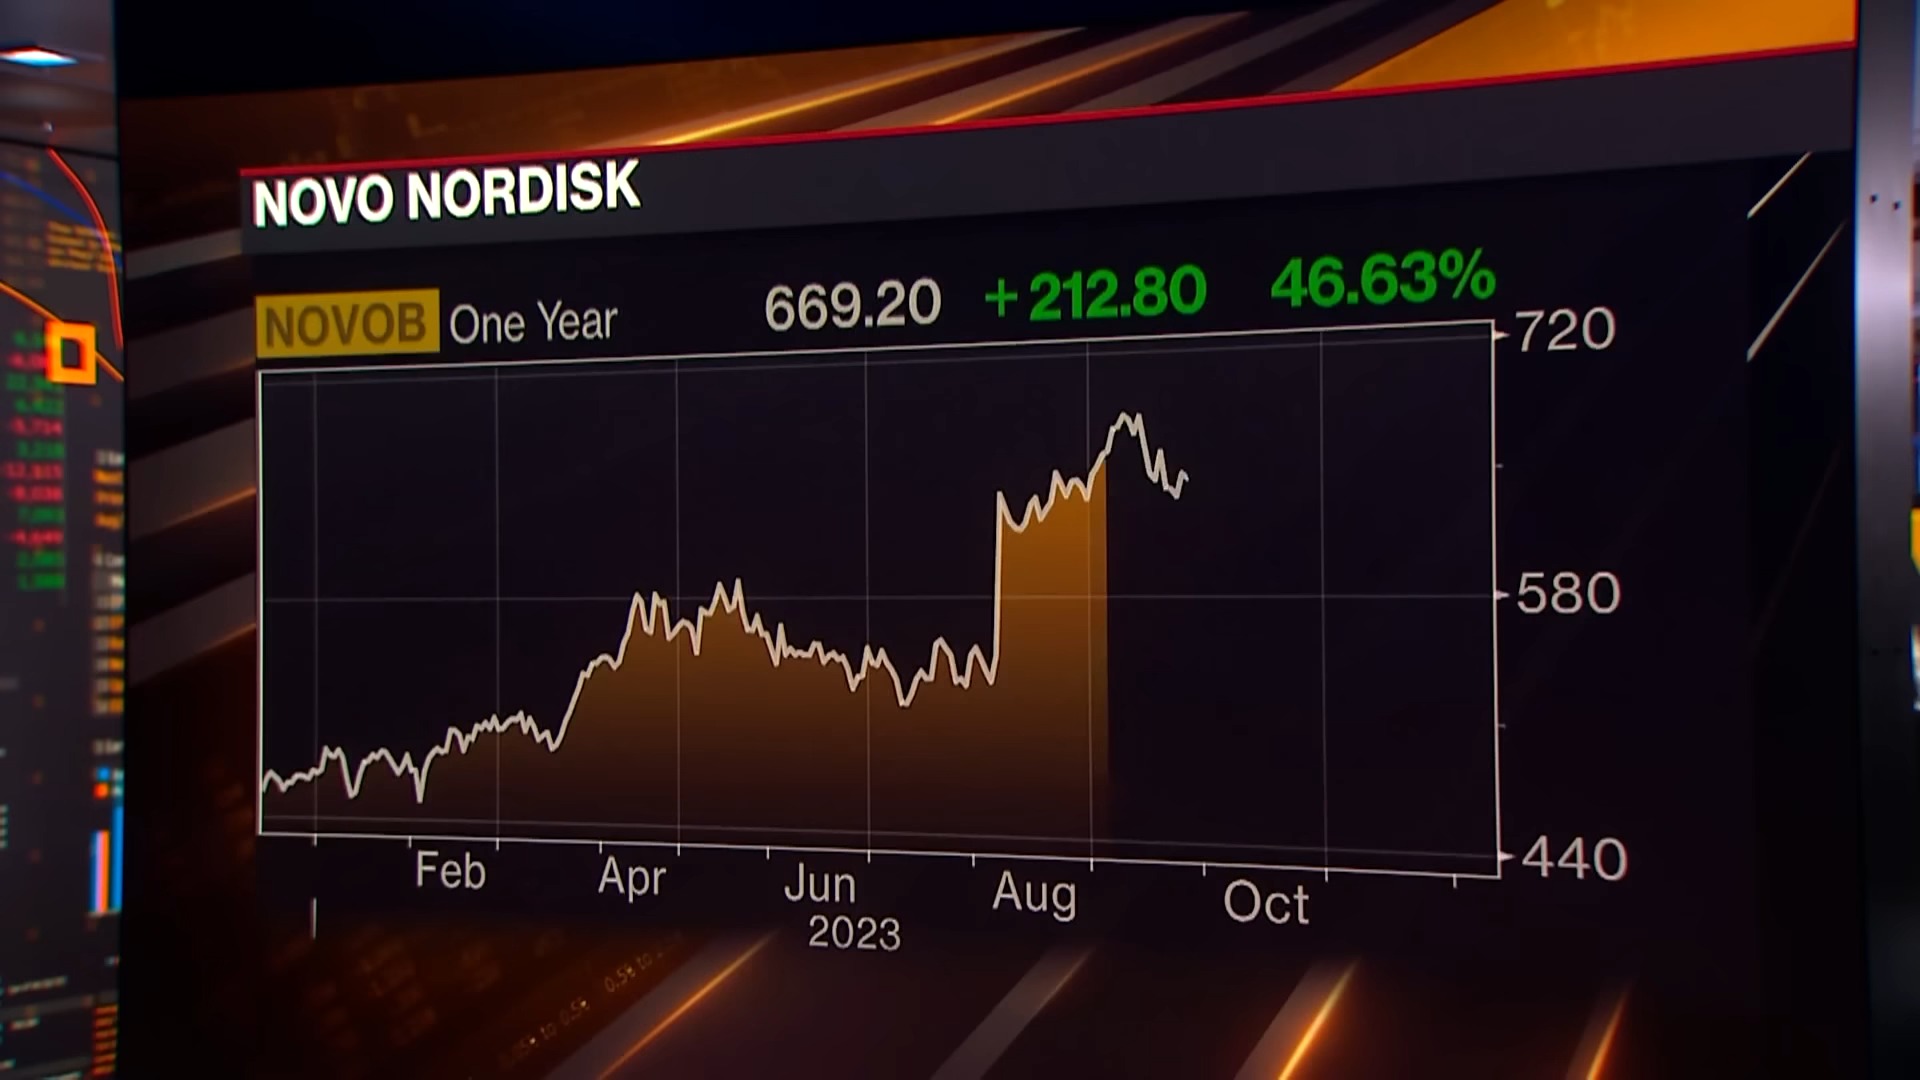 NOVO NORDISK
NOVOB One Year 669.20 +212.80 46.63%
720
580
440
Feb Apr Jun Aug Oct
2023